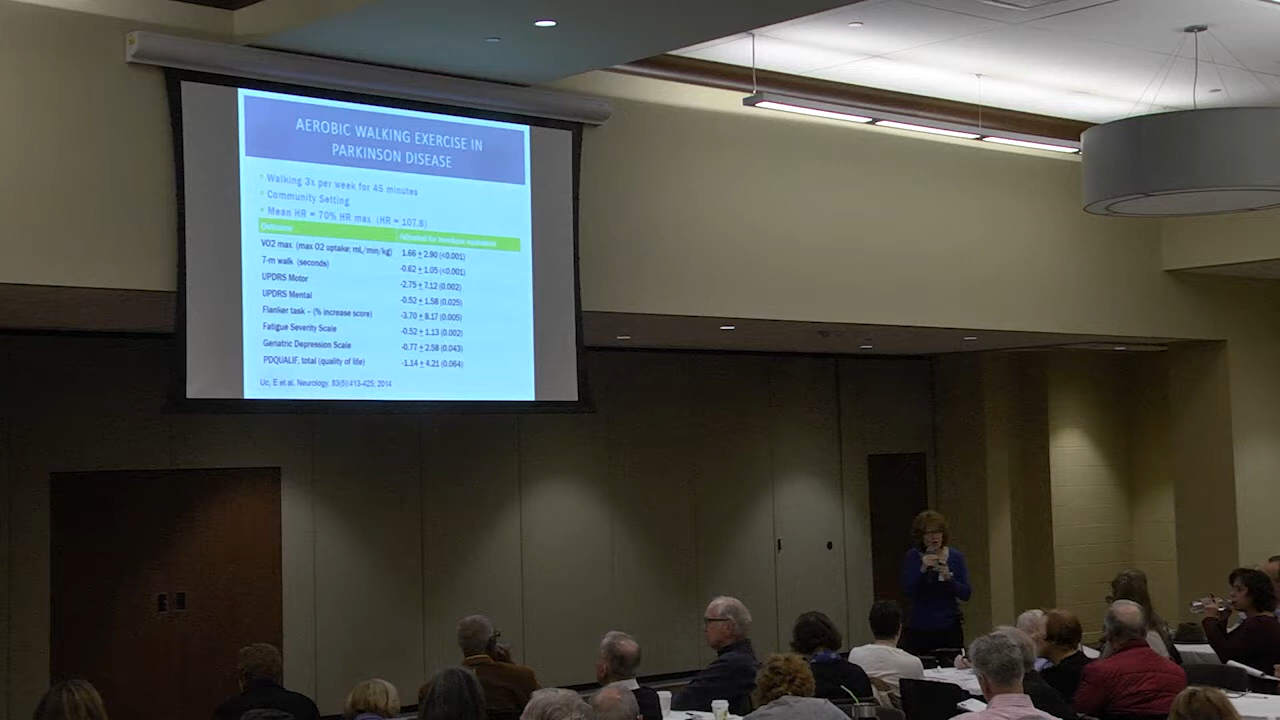 AEROBIC WALKING EXERCISE IN
PARKINSON DISEASE
Walking 3x per week for 45 minutes
Community Setting
Mean HR = 70% HR max (HR = 107.8)
Outcome
VO2 max (max O2 uptake; mL/min/kg) 1.66 ± 2.90 (<0.001)
7-m walk (seconds) -0.62 ± 1.05 (<0.001)
UPDRS Motor -2.75 ± 7.12 (0.002)
UPDRS Mental -0.52 ± 1.58 (0.025)
Flanker task – (% increase score) -3.70 ± 8.17 (0.005)
Fatigue Severity Scale -0.52 ± 1.13 (0.002)
Geriatric Depression Scale -0.77 ± 2.58 (0.043)
PDQUALIF, total (quality of life) -1.14 ± 4.21 (0.064)
Uc, E et al. Neurology, 83(5):413-425; 2014